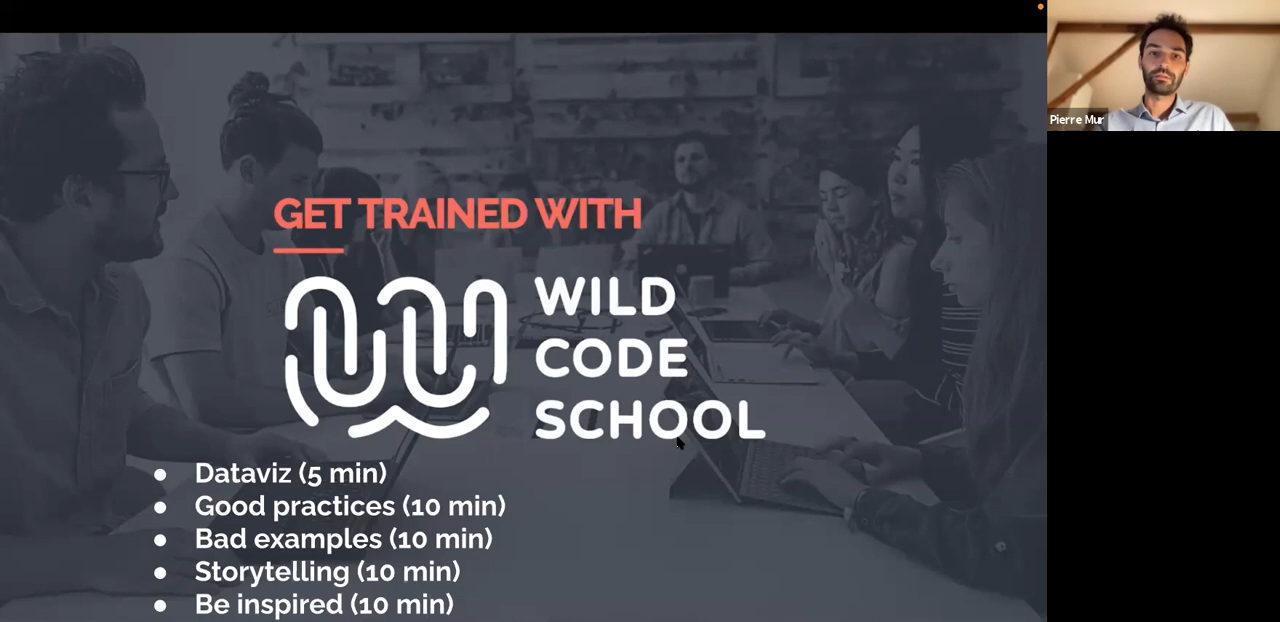 GET TRAINED WITH
WILD
CODE
SCHOOL
● Dataviz (5 min)
● Good practices (10 min)
● Bad examples (10 min)
● Storytelling (10 min)
● Be inspired (10 min)
Pierre Mur